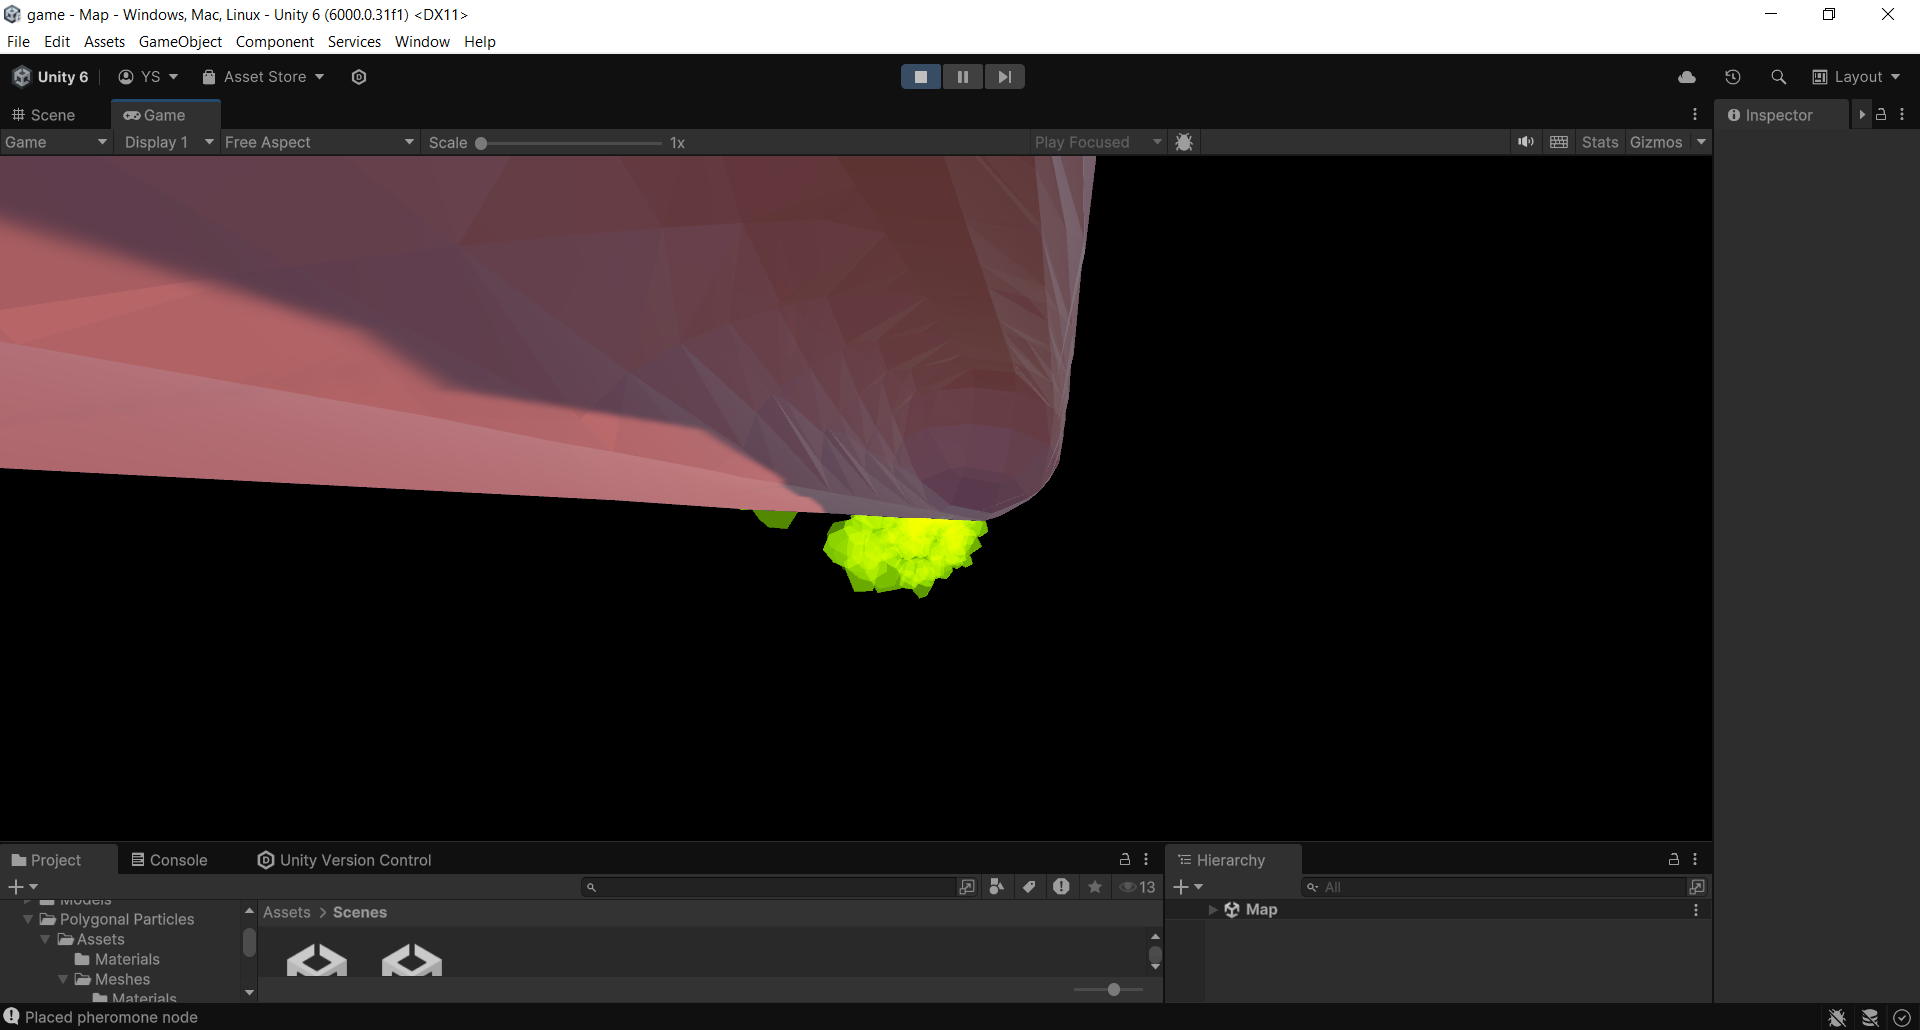 game - Map - Windows, Mac, Linux - Unity 6 (6000.0.31f1) <DX11>
File Edit Assets GameObject Component Services Window Help
Unity 6 YS Asset Store Layout
Scene Game Inspector
Game Display 1 Free Aspect Scale 1x Play Focused Stats Gizmos
Project Console Unity Version Control Hierarchy
13 All
Models
Polygonal Particles
Assets
Materials
Meshes
Materials
Assets > Scenes
Map
Placed pheromone node